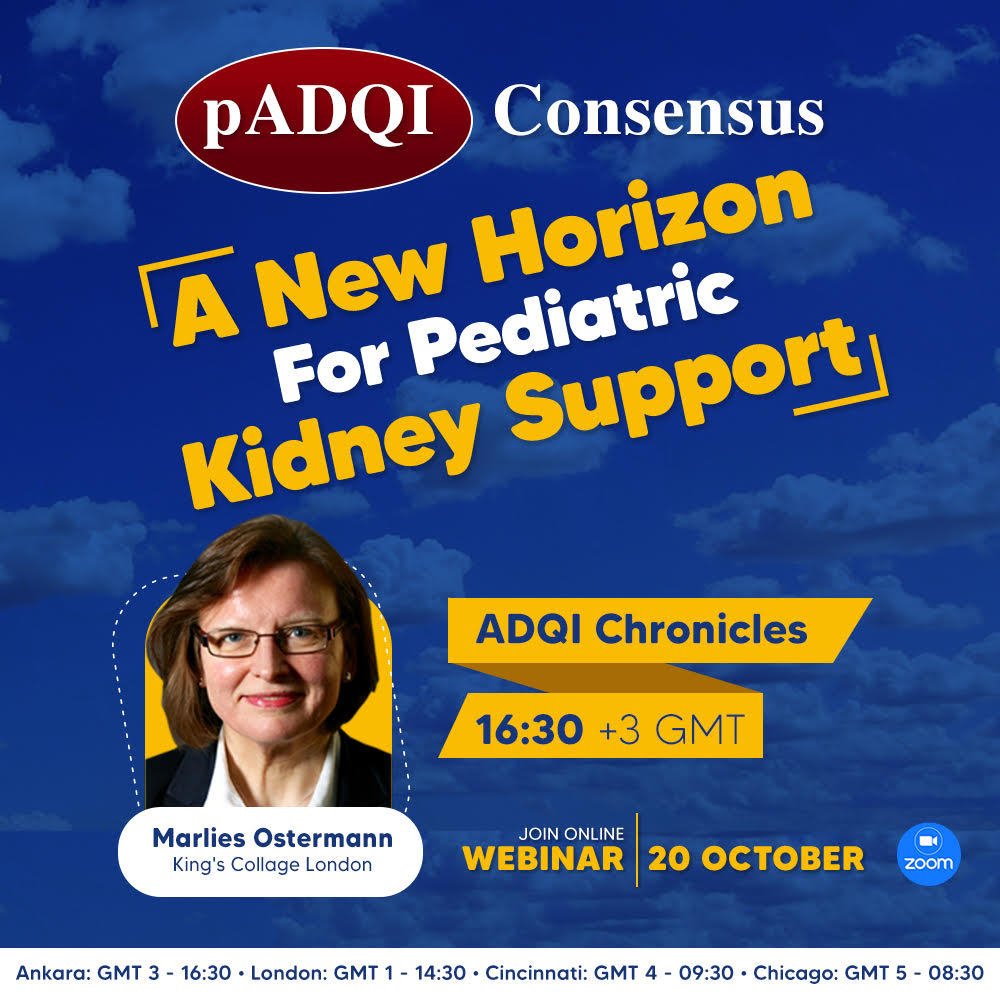 pADQI Consensus
A New Horizon
For Pediatric
Kidney Support
ADQI Chronicles
16:30 +3 GMT
Marlies Ostermann
King's Collage London
JOIN ONLINE
WEBINAR
20 OCTOBER
zoom
Ankara: GMT 3 - 16:30 • London: GMT 1 - 14:30 • Cincinnati: GMT 4 - 09:30 • Chicago: GMT 5 - 08:30